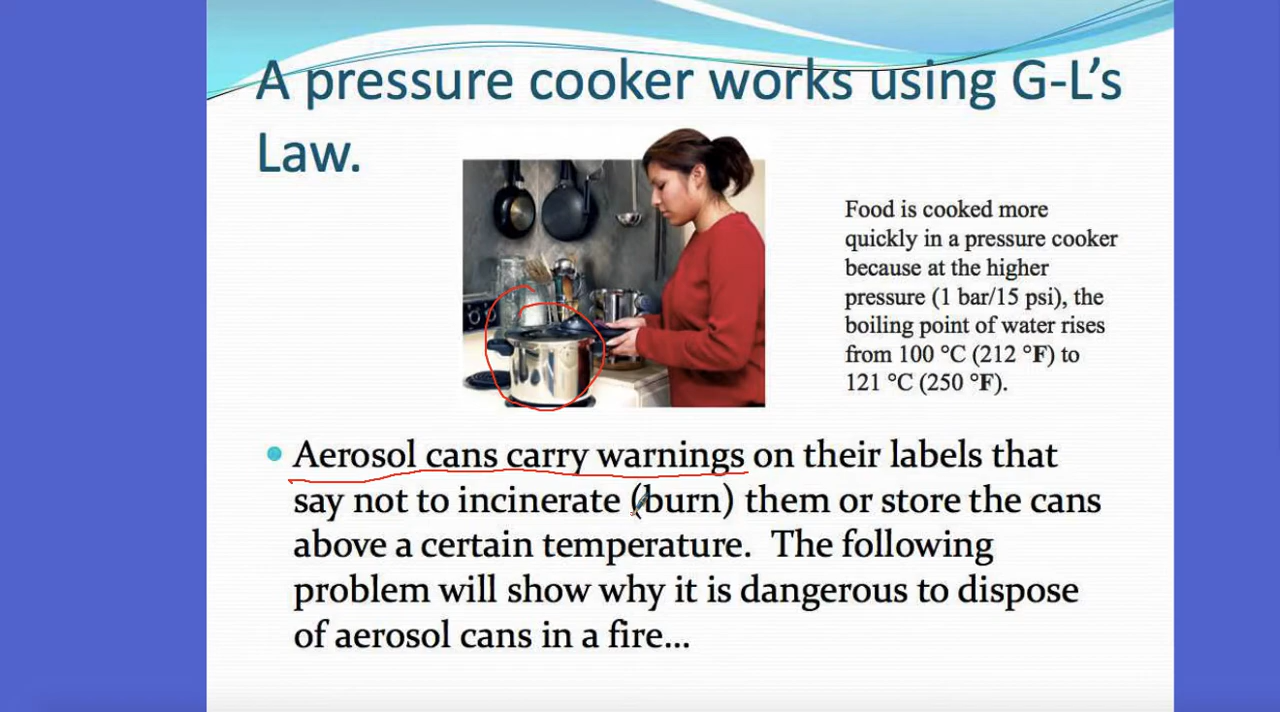 A pressure cooker works using G-L's
Law.
Food is cooked more
quickly in a pressure cooker
because at the higher
pressure (1 bar/15 psi), the
boiling point of water rises
from 100 °C (212 °F) to
121 °C (250 °F).
• Aerosol cans carry warnings on their labels that
say not to incinerate (burn) them or store the cans
above a certain temperature. The following
problem will show why it is dangerous to dispose
of aerosol cans in a fire...